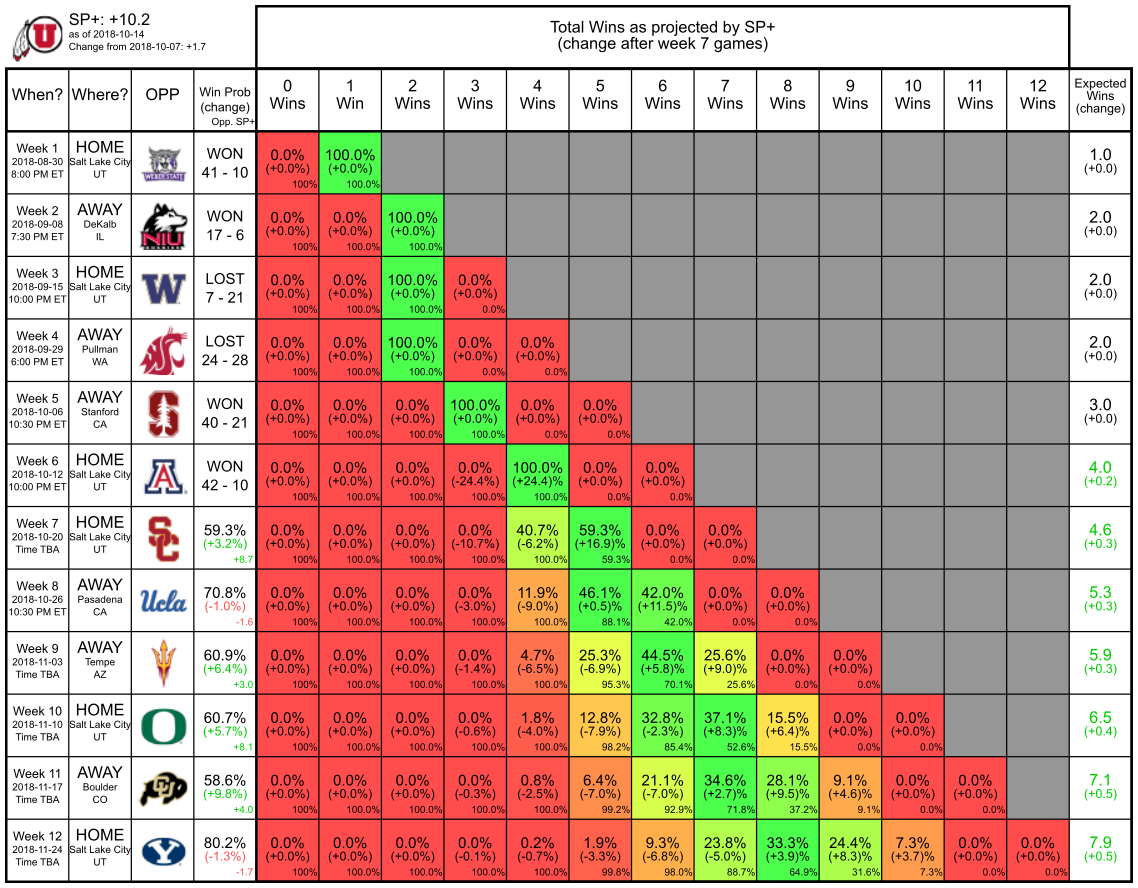 SP+: +10.2
as of 2018-10-14
Change from 2018-10-07: +1.7
U
Total Wins as projected by SP+
(change after week 7 games)
When? Where? OPP Win Prob (change) Opp. SP+ 0 Wins 1 Win 2 Wins 3 Wins 4 Wins 5 Wins 6 Wins 7 Wins 8 Wins 9 Wins 10 Wins 11 Wins 12 Wins Expected Wins (change)
Week 1 HOME WON 0.0% 100.0% 1.0
2018-08-30 Salt Lake City WEBER STATE 41 - 10 (+0.0%) (+0.0%) (+0.0)
8:00 PM ET UT 100% 100.0%
Week 2 AWAY WON 0.0% 0.0% 100.0% 2.0
2018-09-08 DeKalb NIU HUSKIES 17 - 6 (+0.0%) (+0.0%) (+0.0%) (+0.0)
7:30 PM ET IL 100% 100.0% 100.0%
Week 3 HOME LOST 0.0% 0.0% 100.0% 0.0% 2.0
2018-09-15 Salt Lake City W 7 - 21 (+0.0%) (+0.0%) (+0.0%) (+0.0%) (+0.0)
10:00 PM ET UT 100% 100.0% 100.0% 0.0%
Week 4 AWAY LOST 0.0% 0.0% 100.0% 0.0% 0.0% 2.0
2018-09-29 Pullman 24 - 28 (+0.0%) (+0.0%) (+0.0%) (+0.0%) (+0.0%) (+0.0)
6:00 PM ET WA 100% 100.0% 100.0% 0.0% 0.0%
Week 5 AWAY WON 0.0% 0.0% 0.0% 100.0% 0.0% 0.0% 3.0
2018-10-06 Stanford S 40 - 21 (+0.0%) (+0.0%) (+0.0%) (+0.0%) (+0.0%) (+0.0%) (+0.0)
10:30 PM ET CA 100% 100.0% 100.0% 100.0% 0.0% 0.0%
Week 6 HOME WON 0.0% 0.0% 0.0% 0.0% 100.0% 0.0% 0.0% 4.0
2018-10-12 Salt Lake City A 42 - 10 (+0.0%) (+0.0%) (+0.0%) (-24.4%) (+24.4)% (+0.0%) (+0.0%) (+0.2)
10:00 PM ET UT 100% 100.0% 100.0% 100.0% 100.0% 0.0% 0.0%
Week 7 HOME 59.3% 0.0% 0.0% 0.0% 0.0% 40.7% 59.3% 0.0% 0.0% 4.6
2018-10-20 Salt Lake City SC (+3.2%) (+0.0%) (+0.0%) (+0.0%) (-10.7%) (-6.2%) (+16.9)% (+0.0%) (+0.0%) (+0.3)
Time TBA UT +8.7 100% 100.0% 100.0% 100.0% 100.0% 59.3% 0.0% 0.0%
Week 8 AWAY 70.8% 0.0% 0.0% 0.0% 0.0% 11.9% 46.1% 42.0% 0.0% 0.0% 5.3
2018-10-26 Pasadena Ucla (-1.0%) (+0.0%) (+0.0%) (+0.0%) (-3.0%) (-9.0%) (+0.5)% (+11.5)% (+0.0%) (+0.0%) (+0.3)
10:30 PM ET CA -1.6 100% 100.0% 100.0% 100.0% 100.0% 88.1% 42.0% 0.0% 0.0%
Week 9 AWAY 60.9% 0.0% 0.0% 0.0% 0.0% 4.7% 25.3% 44.5% 25.6% 0.0% 0.0% 5.9
2018-11-03 Tempe (+6.4%) (+0.0%) (+0.0%) (+0.0%) (-1.4%) (-6.5%) (-6.9%) (+5.8)% (+9.0)% (+0.0%) (+0.0%) (+0.3)
Time TBA AZ +3.0 100% 100.0% 100.0% 100.0% 100.0% 95.3% 70.1% 25.6% 0.0% 0.0%
Week 10 HOME 60.7% 0.0% 0.0% 0.0% 0.0% 1.8% 12.8% 32.8% 37.1% 15.5% 0.0% 0.0% 6.5
2018-11-10 Salt Lake City O (+5.7%) (+0.0%) (+0.0%) (+0.0%) (-0.6%) (-4.0%) (-7.9%) (-2.3%) (+8.3)% (+6.4)% (+0.0%) (+0.0%) (+0.4)
Time TBA UT +8.1 100% 100.0% 100.0% 100.0% 100.0% 98.2% 85.4% 52.6% 15.5% 0.0% 0.0%
Week 11 AWAY 58.6% 0.0% 0.0% 0.0% 0.0% 0.8% 6.4% 21.1% 34.6% 28.1% 9.1% 0.0% 0.0% 7.1
2018-11-17 Boulder CU (+9.8%) (+0.0%) (+0.0%) (+0.0%) (-0.3%) (-2.5%) (-7.0%) (-7.0%) (+2.7)% (+9.5)% (+4.6)% (+0.0%) (+0.0%) (+0.5)
Time TBA CO +4.0 100% 100.0% 100.0% 100.0% 100.0% 99.2% 92.9% 71.8% 37.2% 9.1% 0.0% 0.0%
Week 12 HOME 80.2% 0.0% 0.0% 0.0% 0.0% 0.2% 1.9% 9.3% 23.8% 33.3% 24.4% 7.3% 0.0% 0.0% 7.9
2018-11-24 Salt Lake City Y (-1.3%) (+0.0%) (+0.0%) (+0.0%) (-0.1%) (-0.7%) (-3.3%) (-6.8%) (-5.0%) (+3.9)% (+8.3)% (+3.7)% (+0.0%) (+0.0%) (+0.5)
Time TBA UT -1.7 100% 100.0% 100.0% 100.0% 100.0% 99.8% 98.0% 88.7% 64.9% 31.6% 7.3% 0.0% 0.0%